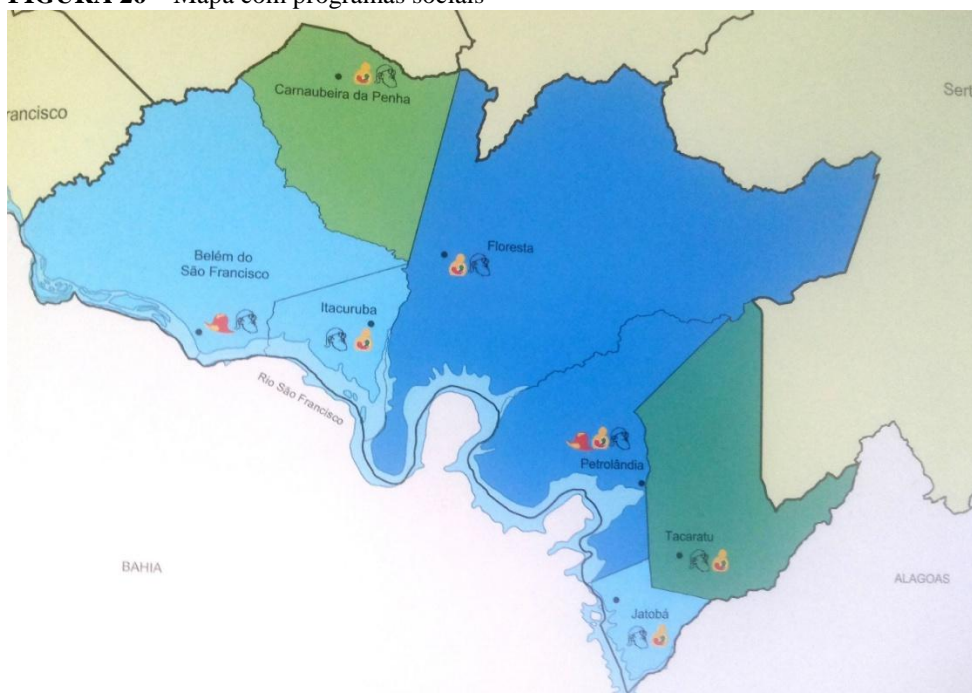 FIGURA 20 – Mapa com programas sociais
Carnaubeira da Penha
rancisco
Sert
Floresta
Belém do
São Francisco
Itacuruba
Rio São Francisco
Petrolândia
Tacaratu
BAHIA
ALAGOAS
Jatobá